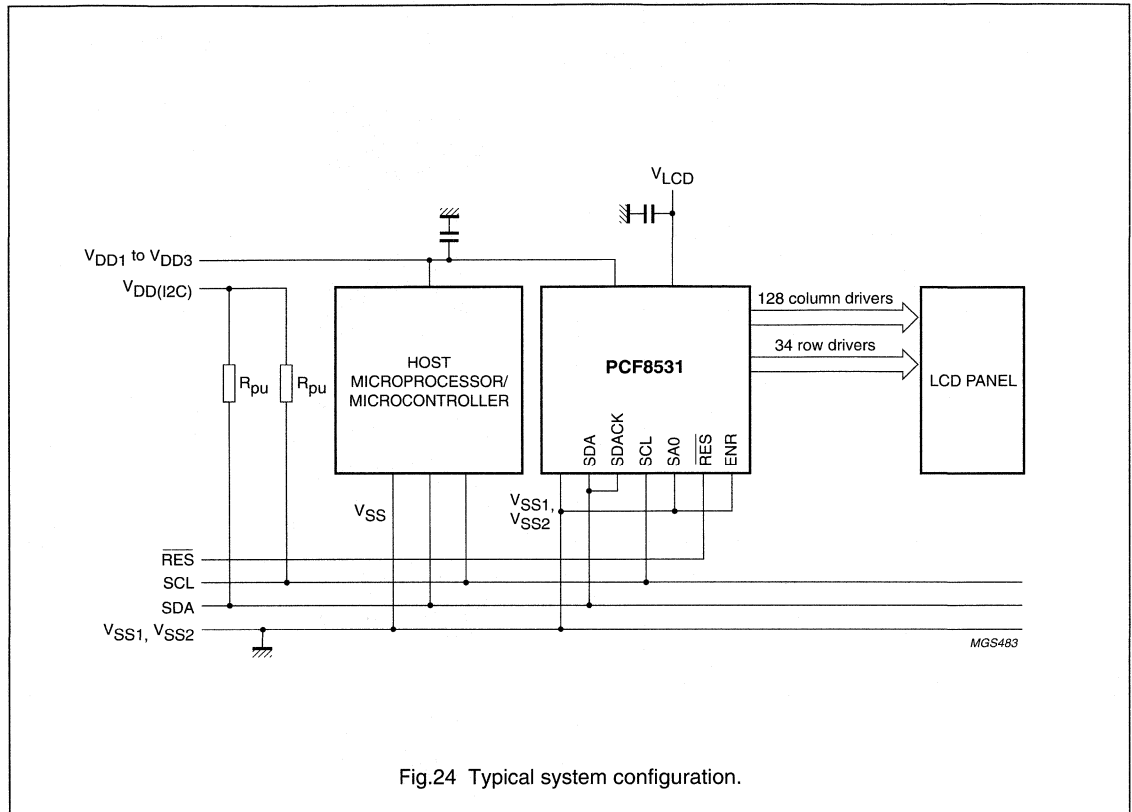 VLCD
VDD1 to VDD3
VDD(I2C)
Rpu
Rpu
HOST
MICROPROCESSOR/
MICROCONTROLLER
PCF8531
128 column drivers
34 row drivers
LCD PANEL
SDA
SDACK
SCL
SA0
RES
ENR
VSS
VSS1,
VSS2
RES
SCL
SDA
VSS1, VSS2
MGS483
Fig.24 Typical system configuration.